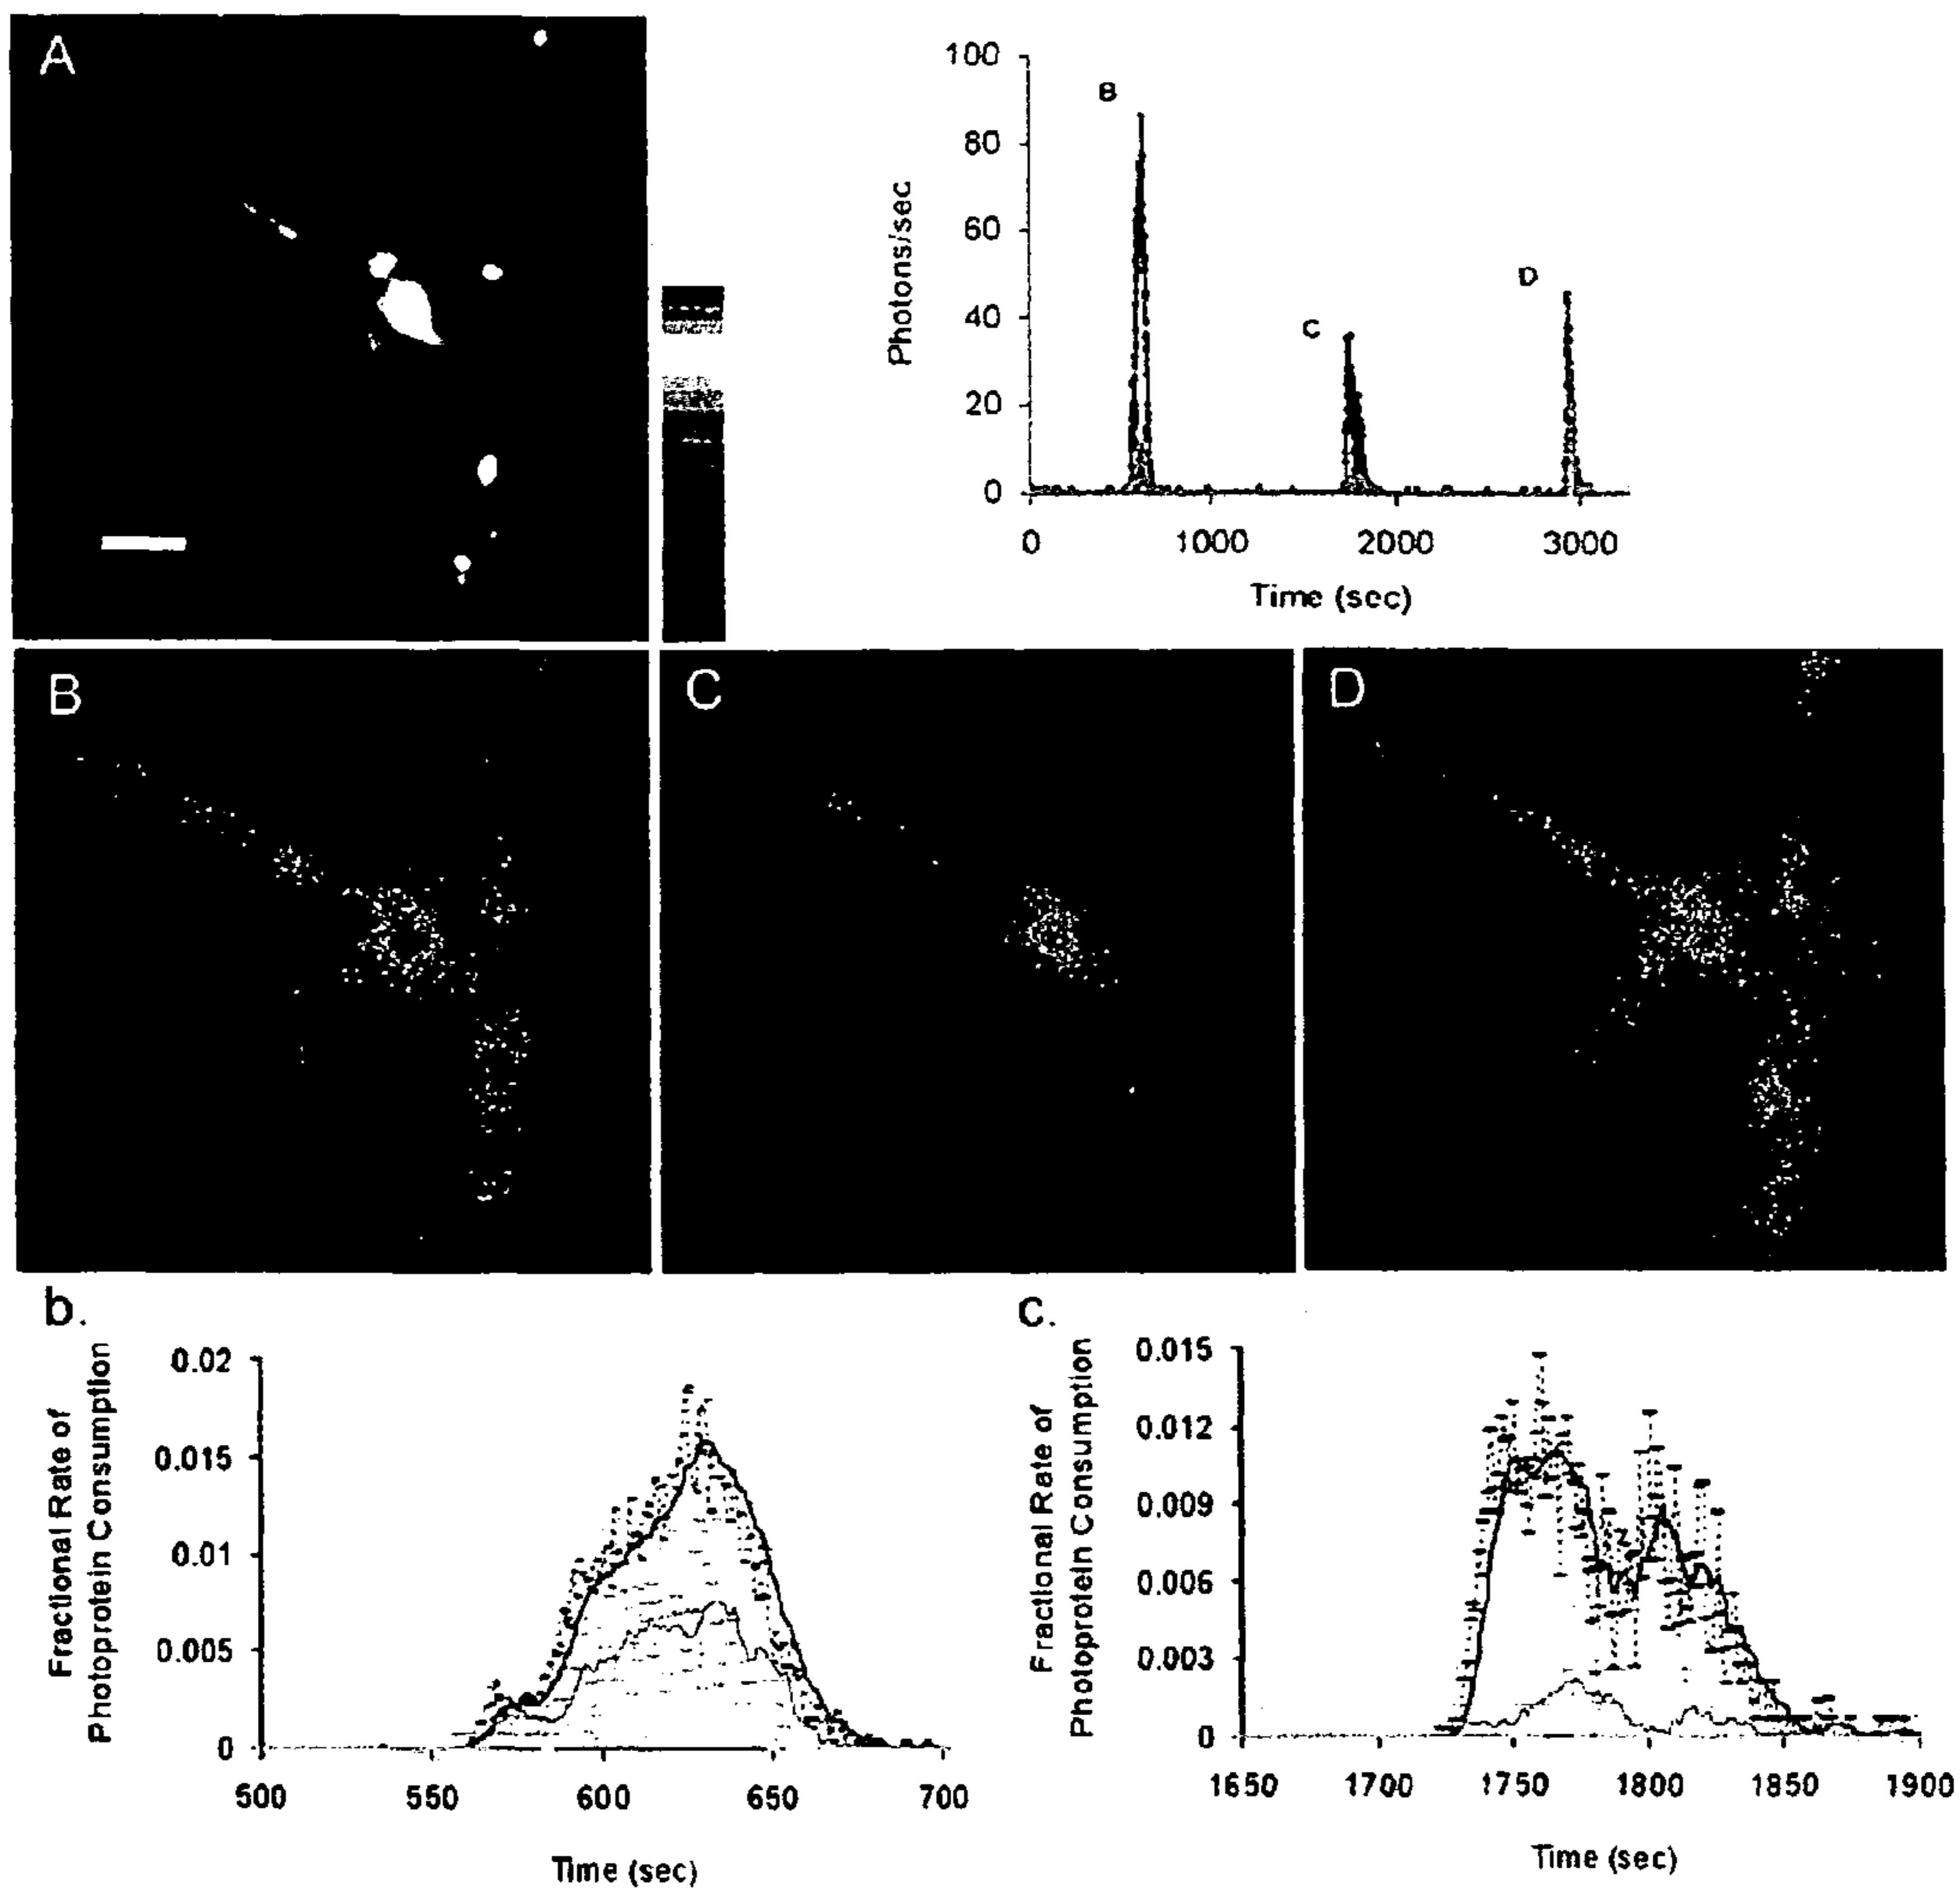 A
100
80
60
40
20
0
B
C
D
Photons/sec
0 1000 2000 3000
Time (sec)
B
C
D
b.
Fractional Rate of
Photoprotein Consumption
0.02
0.015
0.01
0.005
0
500 550 600 650 700
Time (sec)
c.
Fractional Rate of
Photoprotein Consumption
0.015
0.012
0.009
0.006
0.003
0
1650 1700 1750 1800 1850 1900
Time (sec)